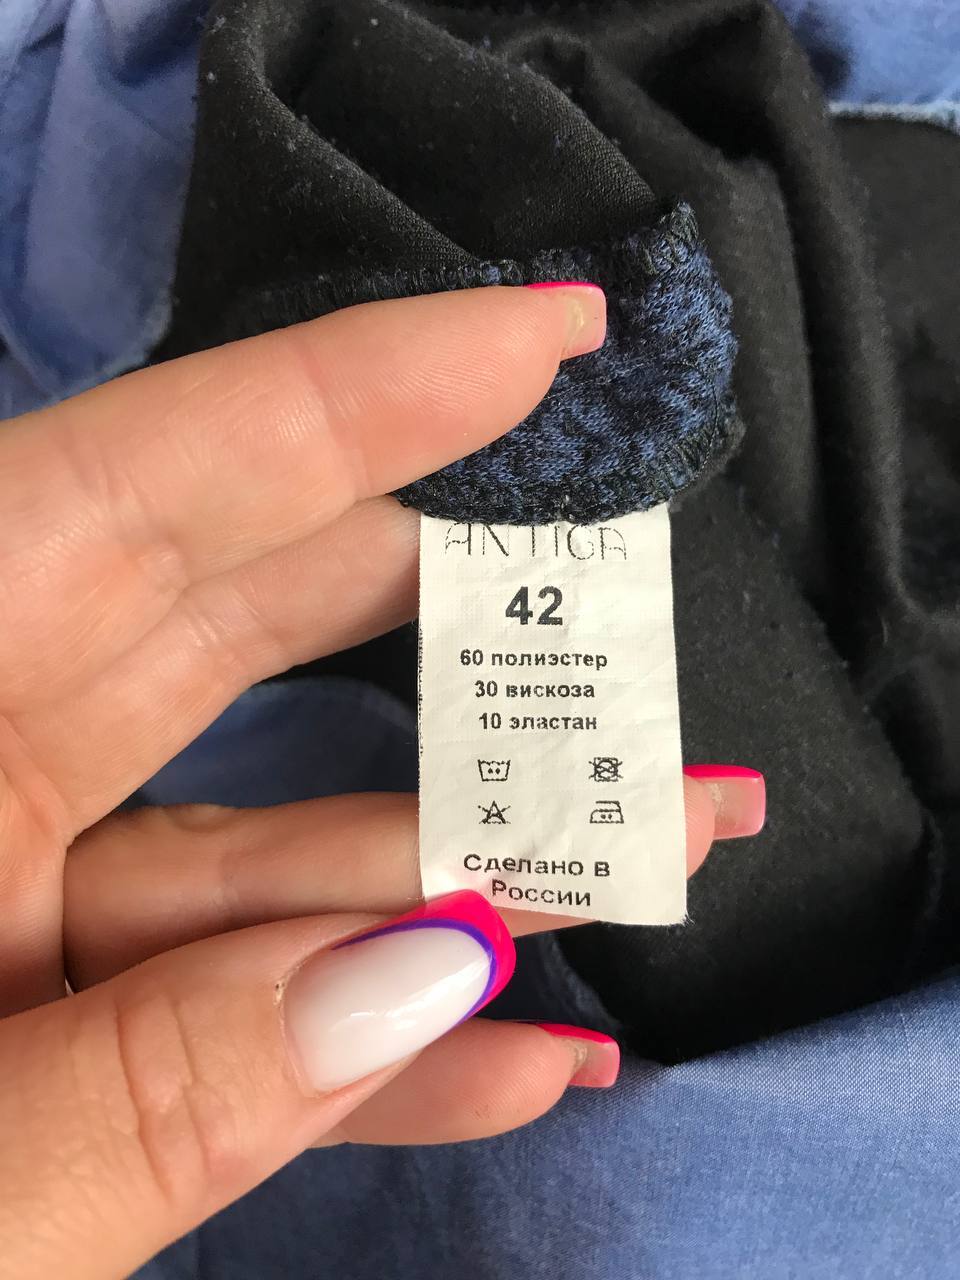 ANTIGA
42
60 полиэстер
30 вискоза
10 эластан
Сделано в
России